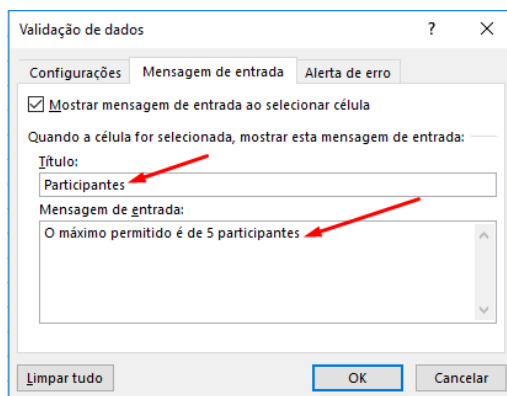 Validação de dados
Configurações Mensagem de entrada Alerta de erro
Mostrar mensagem de entrada ao selecionar célula
Quando a célula for selecionada, mostrar esta mensagem de entrada:
Título:
Participantes
Mensagem de entrada:
O máximo permitido é de 5 participantes
Limpar tudo OK Cancelar